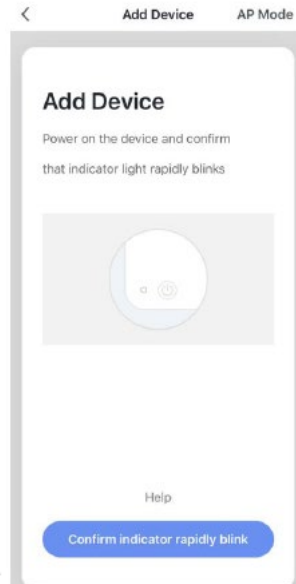 Add Device AP Mode
Add Device
Power on the device and confirm
that indicator light rapidly blinks
Help
Confirm indicator rapidly blink